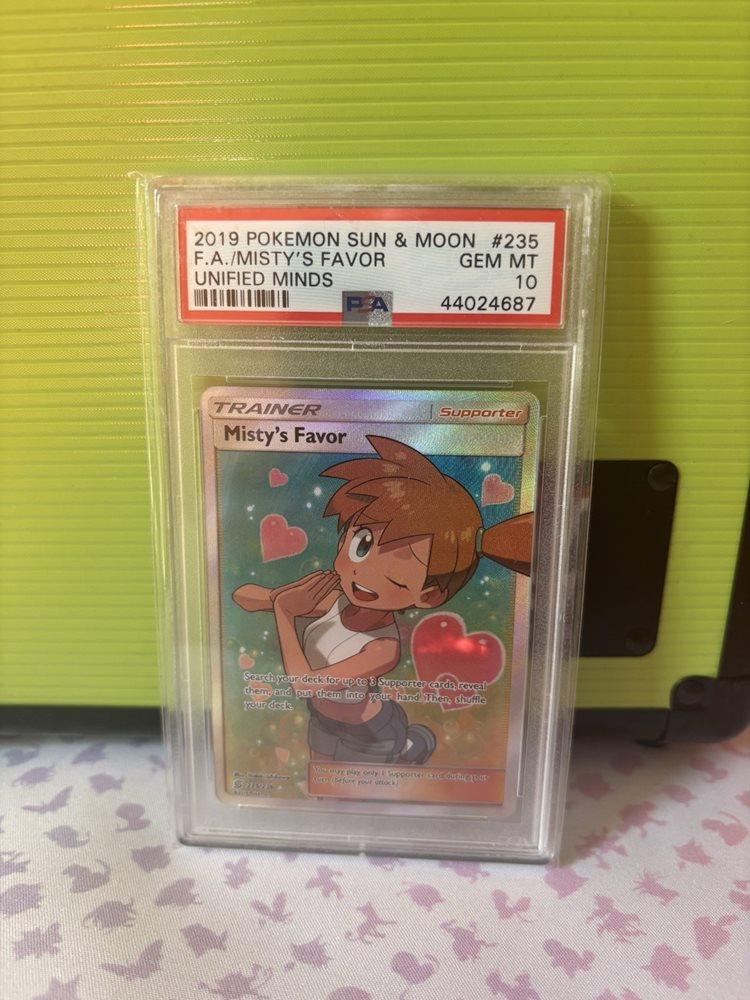 2019 POKEMON SUN & MOON #235
F.A./MISTY'S FAVOR GEM MT
UNIFIED MINDS 10
PSA 44024687
TRAINER Supporter
Misty's Favor
Search your deck for up to 3 Supporter cards, reveal
them, and put them into your hand. Then, shuffle
your deck.
You may play only 1 Supporter card during your
turn (before your attack).
235/236